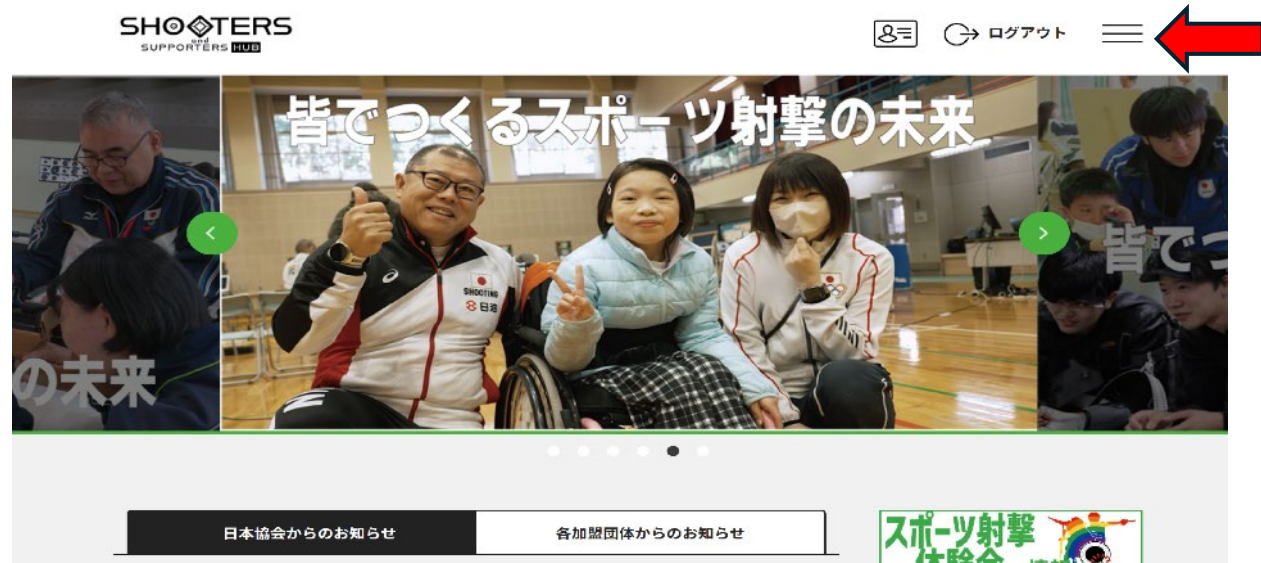 SHOOTERS
and
SUPPORTERS HUB
ログアウト
皆でつくるスポーツ射撃の未来
の未来
皆でつ
SHOOTING
日油
日本協会からのお知らせ
各加盟団体からのお知らせ
スポーツ射撃
体験会